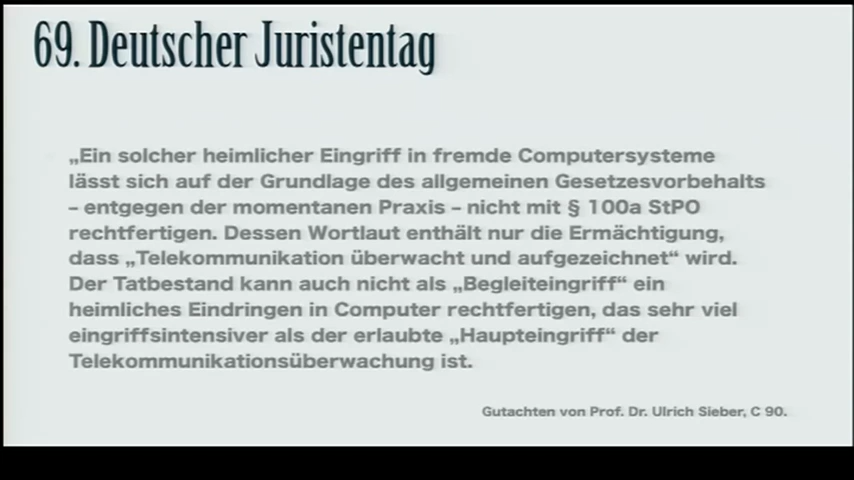 69. Deutscher Juristentag
„Ein solcher heimlicher Eingriff in fremde Computersysteme
lässt sich auf der Grundlage des allgemeinen Gesetzesvorbehalts
– entgegen der momentanen Praxis – nicht mit § 100a StPO
rechtfertigen. Dessen Wortlaut enthält nur die Ermächtigung,
dass „Telekommunikation überwacht und aufgezeichnet“ wird.
Der Tatbestand kann auch nicht als „Begleiteingriff“ ein
heimliches Eindringen in Computer rechtfertigen, das sehr viel
eingriffsintensiver als der erlaubte „Haupteingriff“ der
Telekommunikationsüberwachung ist.
Gutachten von Prof. Dr. Ulrich Sieber, C 90.